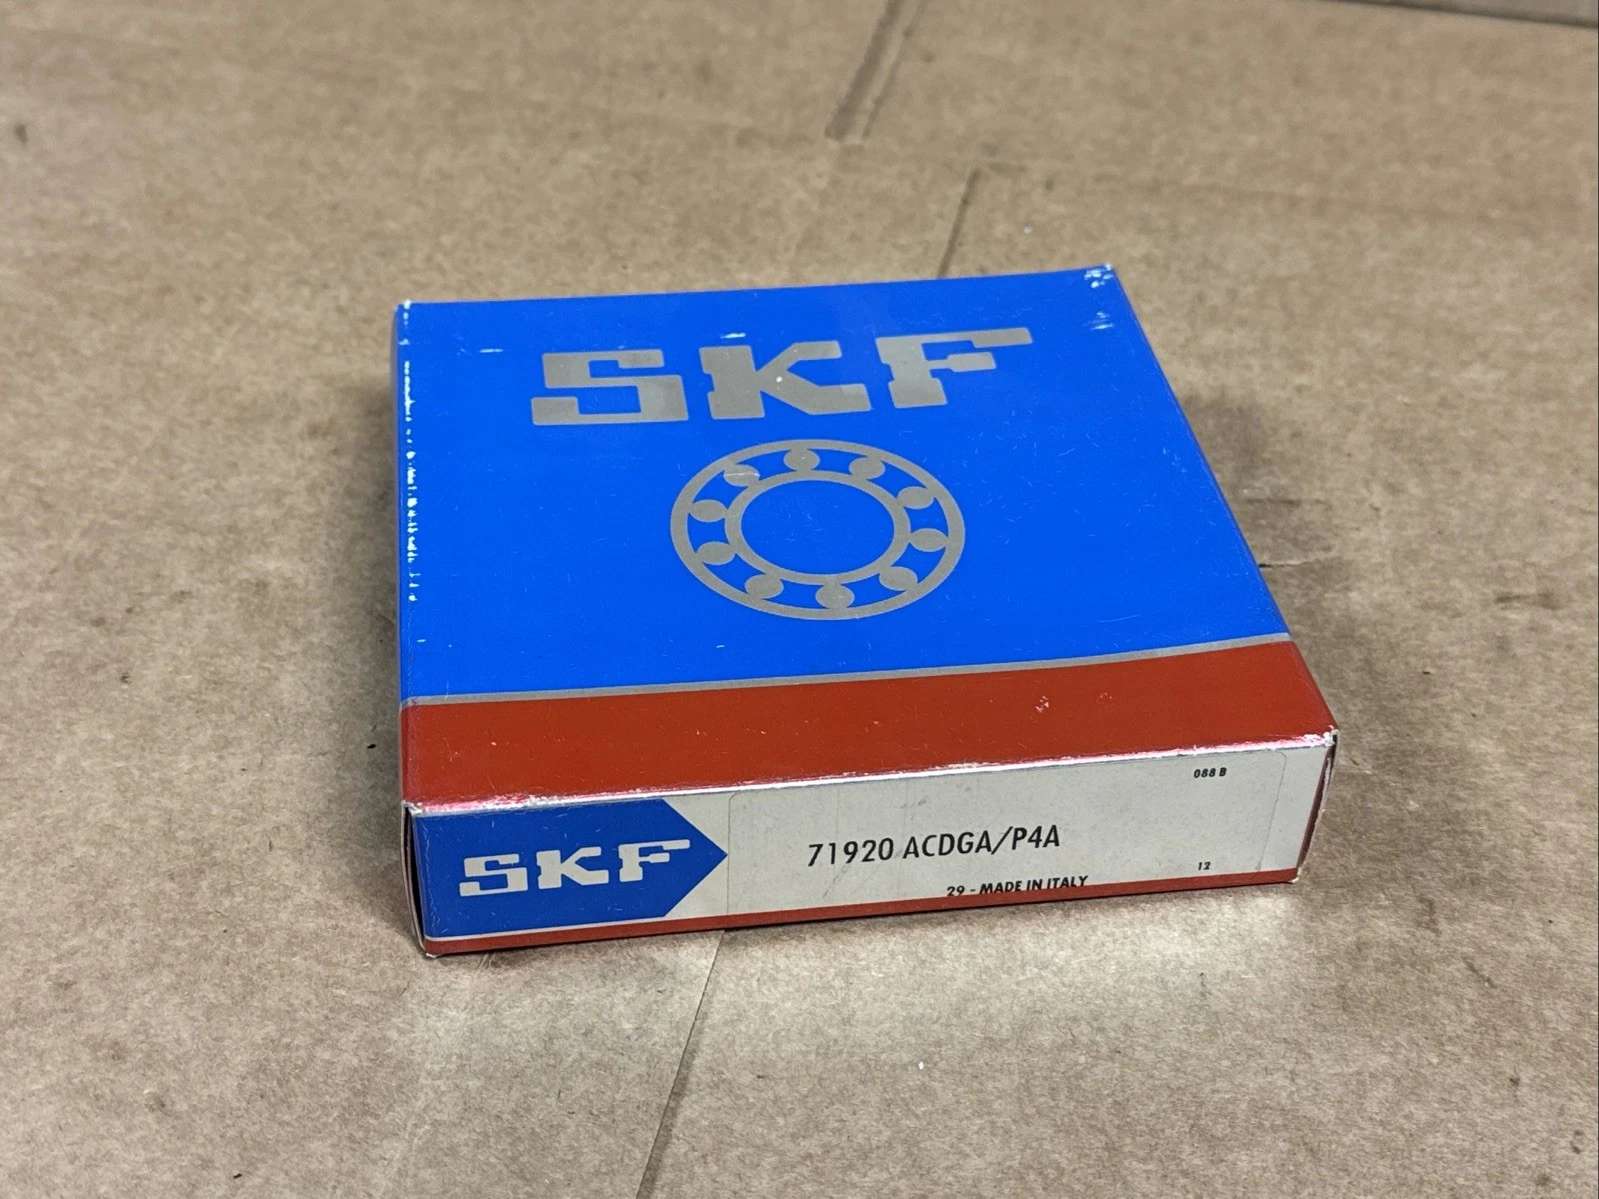 SKF
088 B
SKF
71920 ACDGA/P4A
12
29 - MADE IN ITALY